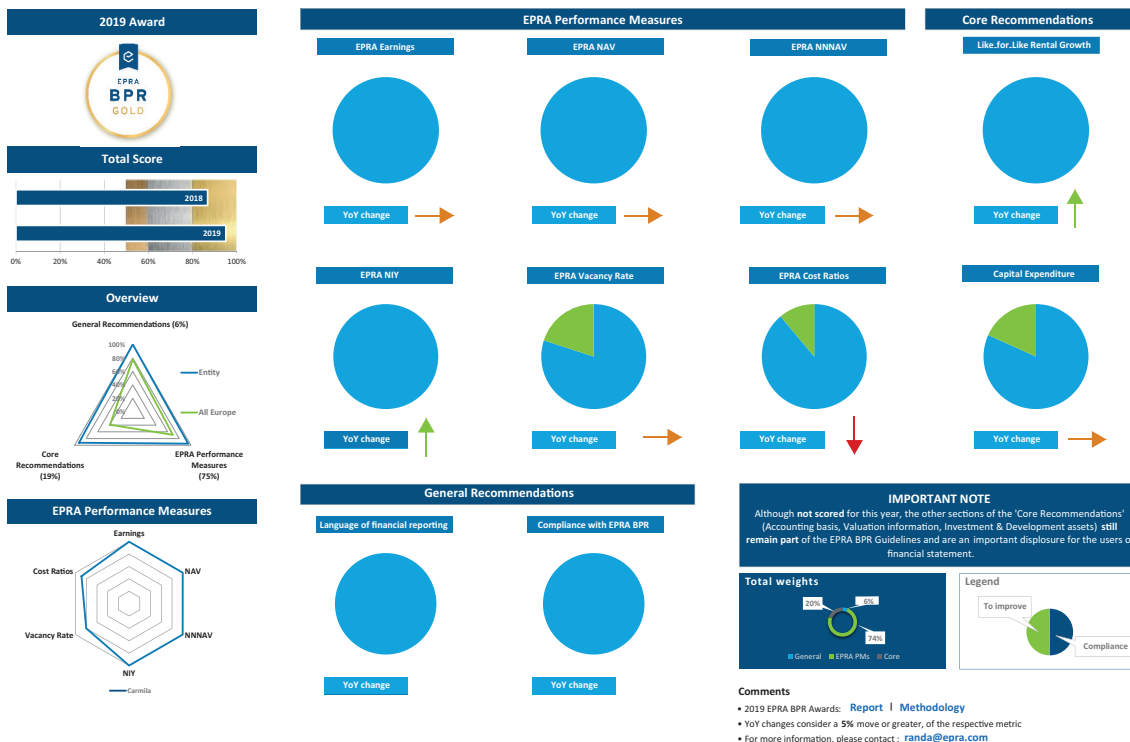 2019 Award
EPRA
BPR
GOLD
Total Score
2018
2019
0%
20%
40%
60%
80%
100%
Overview
General Recommendations (6%)
100%
80%
60%
40%
20%
0%
Entity
All Europe
Core
Recommendations
(19%)
EPRA Performance
Measures
(75%)
EPRA Performance Measures
Earnings
Cost Ratios
NAV
Vacancy Rate
NNNAV
NIY
Carmila
EPRA Performance Measures
EPRA Earnings
EPRA NAV
EPRA NNNAV
YoY change
YoY change
YoY change
EPRA NIY
EPRA Vacancy Rate
EPRA Cost Ratios
YoY change
YoY change
YoY change
Core Recommendations
Like.for.Like Rental Growth
YoY change
Capital Expenditure
YoY change
General Recommendations
Language of financial reporting
Compliance with EPRA BPR
YoY change
YoY change
IMPORTANT NOTE
Although not scored for this year, the other sections of the 'Core Recommendations'
(Accounting basis, Valuation information, Investment & Development assets) still
remain part of the EPRA BPR Guidelines and are an important displosure for the users
financial statement.
Total weights
20%
6%
74%
General EPRA PMs Core
Legend
To improve
Compliance
Comments
• 2019 EPRA BPR Awards: Report | Methodology
• YoY changes consider a 5% move or greater, of the respective metric
• For more information, please contact : randa@epra.com